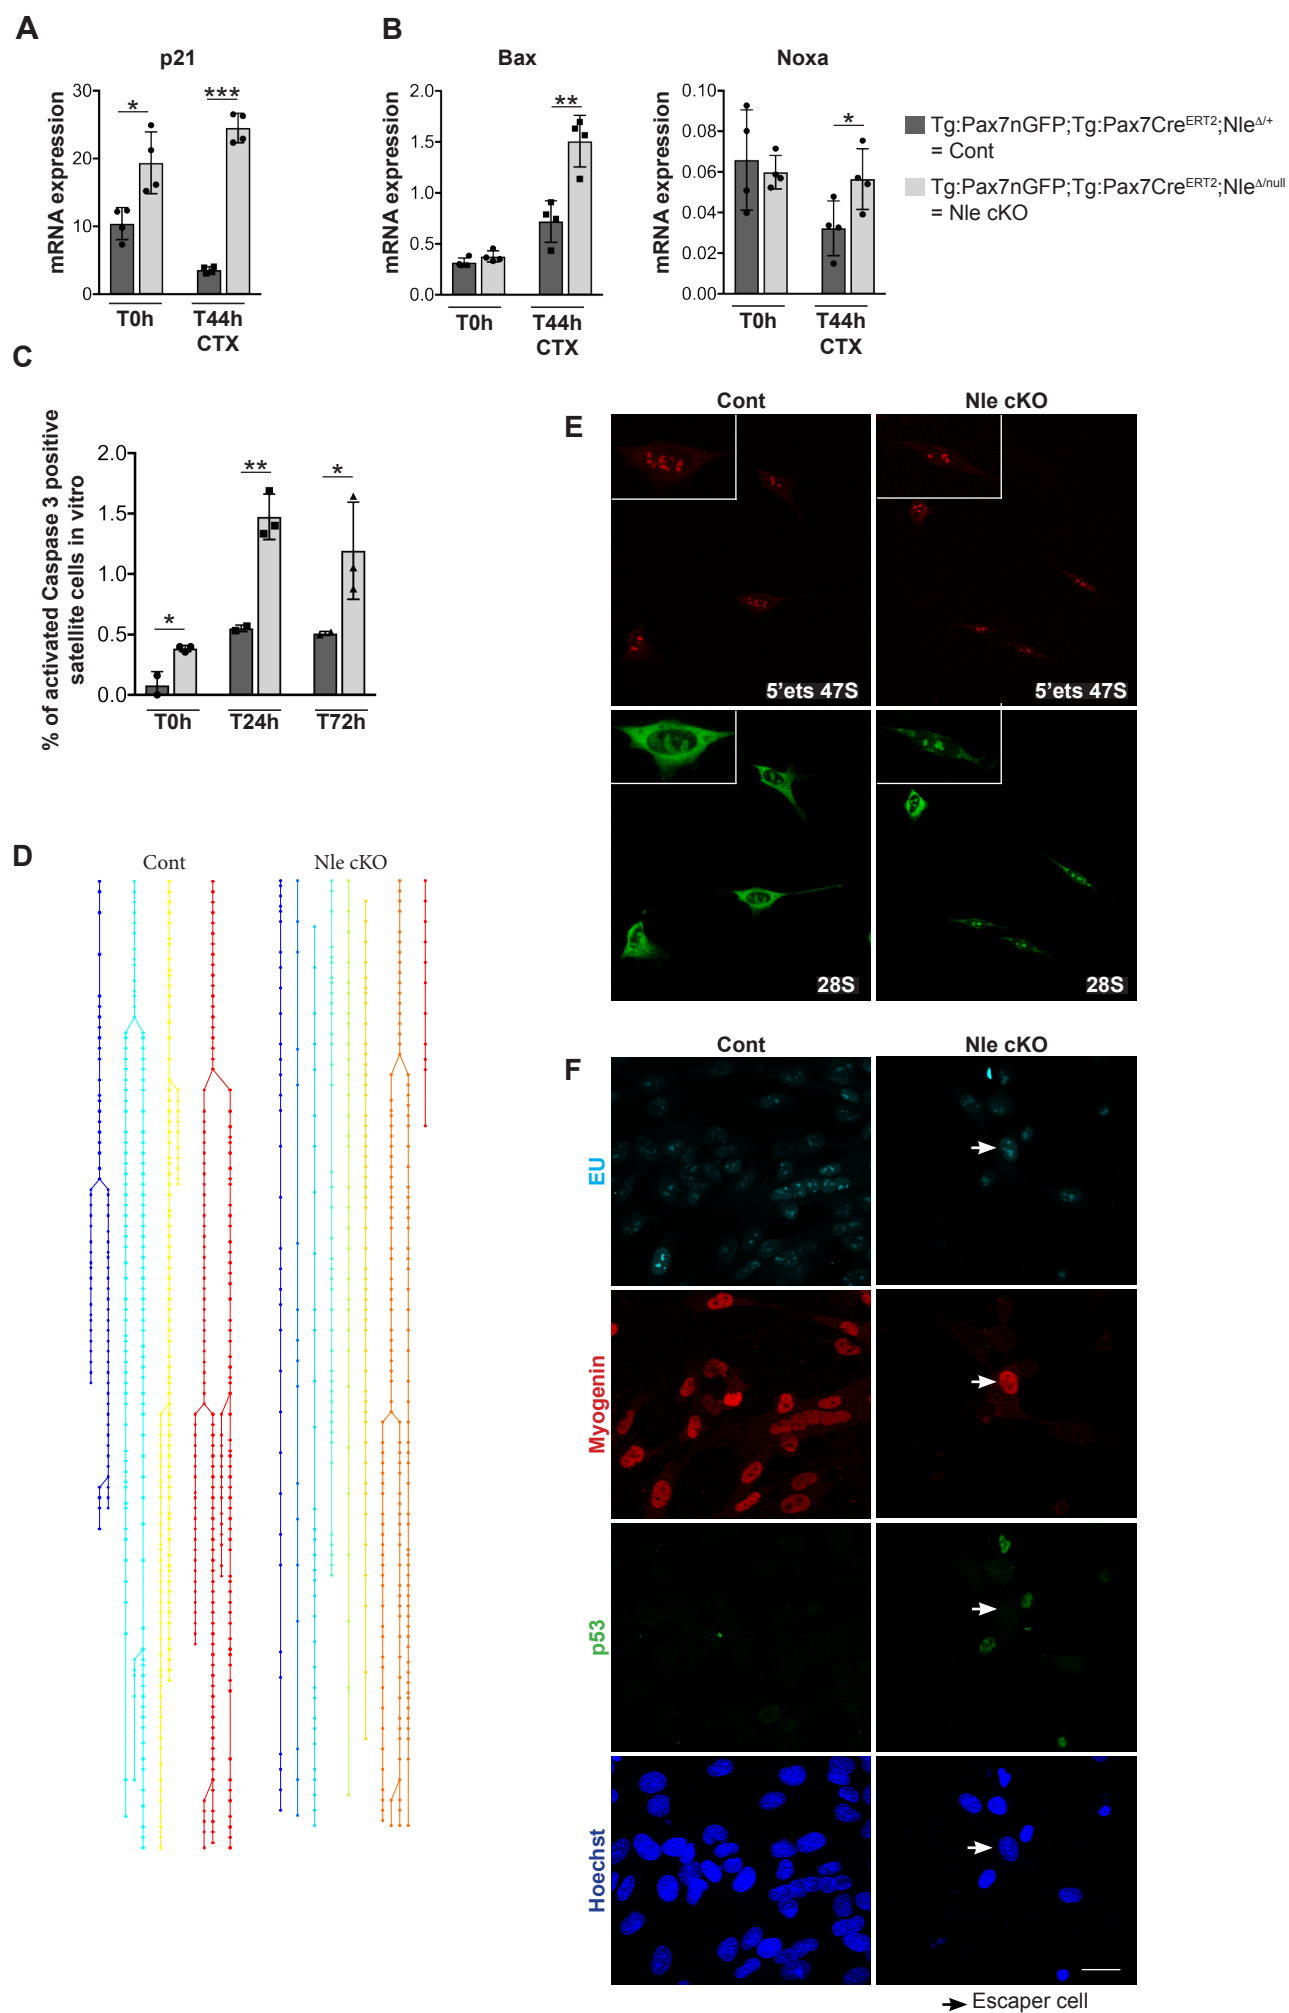 A
p21
mRNA expression
30
20
10
0
*
***
T0h
T44h
CTX
B
Bax
mRNA expression
2.0
1.5
1.0
0.5
0.0
**
T0h
T44h
CTX
Noxa
mRNA expression
0.10
0.08
0.06
0.04
0.02
0.00
*
T0h
T44h
CTX
Tg:Pax7nGFP;Tg:Pax7CreERT2;NleΔ/+
= Cont
Tg:Pax7nGFP;Tg:Pax7CreERT2;NleΔ/null
= Nle cKO
C
% of activated Caspase 3 positive
satellite cells in vitro
2.0
1.5
1.0
0.5
0.0
*
**
*
T0h
T24h
T72h
D
Cont
Nle cKO
E
Cont
Nle cKO
5’ets 47S
5’ets 47S
28S
28S
F
Cont
Nle cKO
EU
Myogenin
p53
Hoechst
Escaper cell